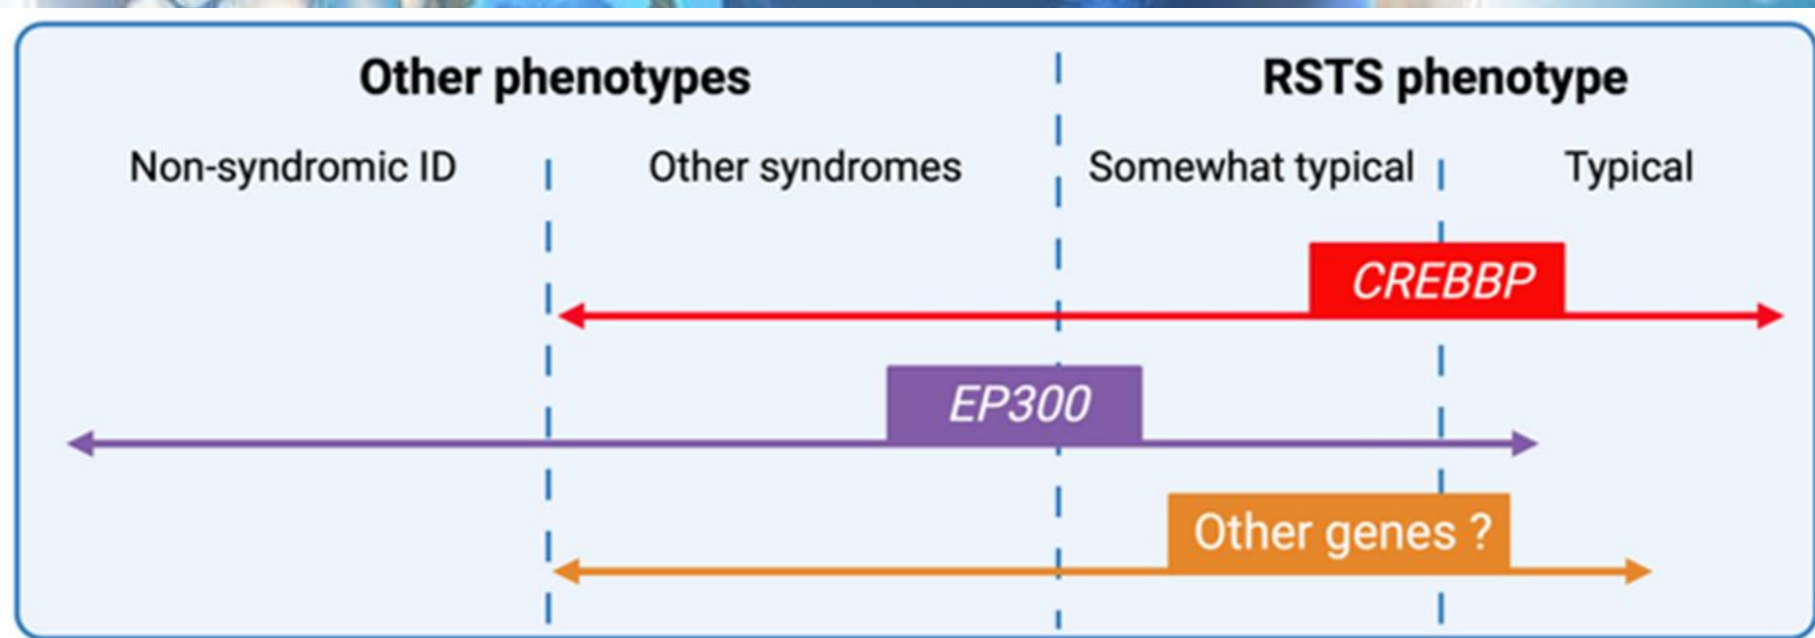 Other phenotypes
RSTS phenotype
Non-syndromic ID
Other syndromes
Somewhat typical
Typical
CREBBP
EP300
Other genes ?